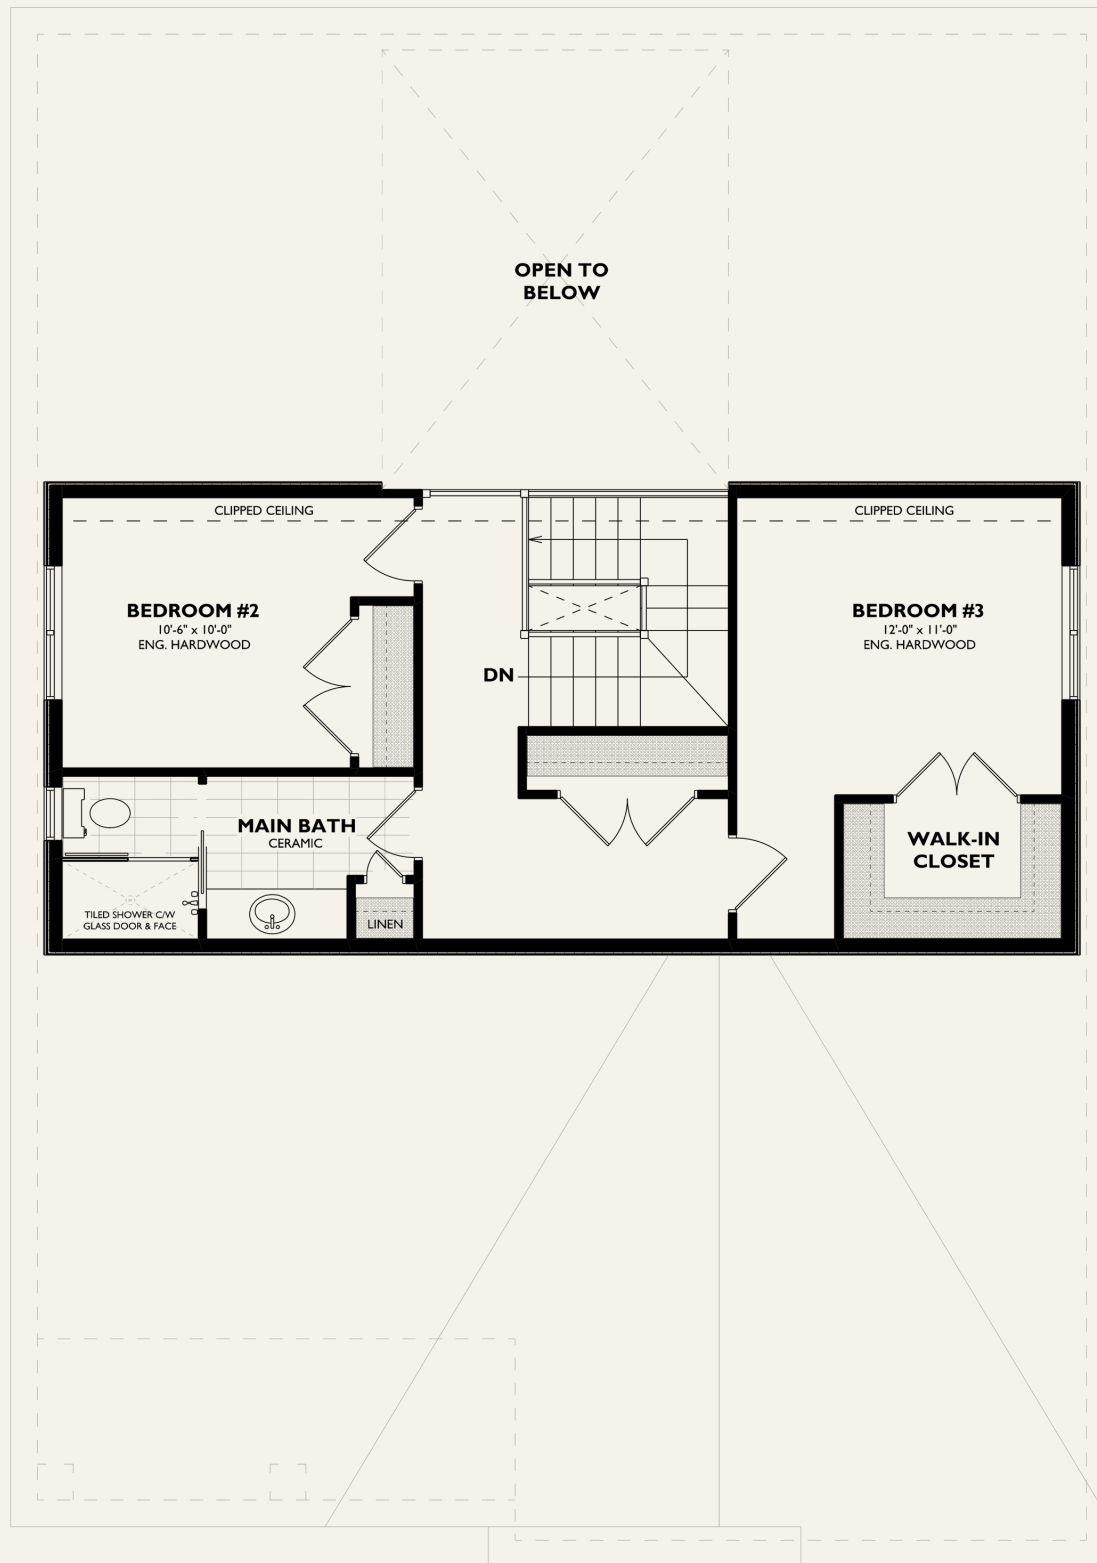 OPEN TO
BELOW
CLIPPED CEILING
CLIPPED CEILING
BEDROOM #2
10'-6" x 10'-0"
ENG. HARDWOOD
BEDROOM #3
12'-0" x 11'-0"
ENG. HARDWOOD
DN
MAIN BATH
CERAMIC
WALK-IN
CLOSET
TILED SHOWER C/W
GLASS DOOR & FACE
LINEN